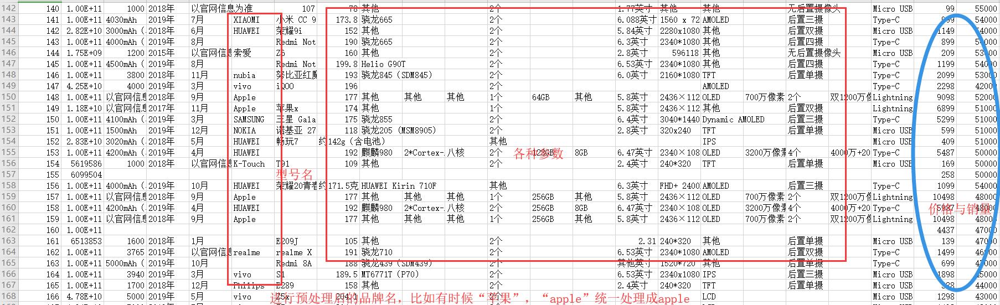 142 140 1.00E+11 1000 2018年 以官网信息为准 107 78 其他 2个 1.77英寸 其他 其他 无后置摄像头 Micro USB 99 55000
143 141 1.00E+11 4030mAh 2019年 7月 XIAOMI 小米 CC 9 173.8 骁龙665 2个 6.088英寸 1560 x 72 AMOLED 后置三摄 Type-C 999 54000
144 142 2.82E+10 3000mAh ( 2018年 6月 HUAWEI 荣耀9i 152 其他 2个 5.84英寸 2280x1080 其他 后置双摄 Micro USB 1149 54000
145 143 1.00E+11 4000mAh ( 2019年 8月 Redmi Not 190 骁龙665 2个 6.3英寸 2340*1080 其他 后置四摄 Type-C 899 54000
146 144 1.75E+09 1200 2015年 以官网信息 索爱 Z6 160 其他 2个 2.8英寸 596118 其他 无后置摄像头 Micro USB 209 53000
147 145 1.00E+11 4500mAh ( 2019年 8月 Redmi Not 199.8 Helio G90T 2个 6.53英寸 2340*1080 其他 后置四摄 Type-C 1199 54000
148 146 1.00E+11 3800 2018年 11月 nubia 努比亚红魔 193 骁龙845（SDM845） 2个 6.0英寸 2160*1080 TFT 后置单摄 Type-C 2099 53000
149 147 4.25E+10 4000 2019年 3月 vivo iQOO 196 2个 AMOLED Type-C 2298 42000
150 148 1.00E+11 以官网信息 2018年 9月 Apple 177 其他 其他 其他 1个 64GB 其他 5.8英寸 2436×112 OLED 700万像素 2个 双1200万像 Lightning 9098 52000
151 149 1.18E+10 以官网信息 2017年 11月 Apple 苹果x 174 其他 1个 5.8英寸 2436×112 其他 后置双摄 Lightning 6899 51000
152 150 1.00E+11 4100mAh ( 2019年 3月 SAMSUNG 三星 Gala 175 骁龙855 2个 6.4英寸 3040*1440 Dynamic AMOLED 后置三摄 Type-C 5299 51000
153 151 1.00E+11 1500mAh 2019年 12月 NOKIA 诺基亚 27 118 骁龙205（MSM8905） 2个 2.8英寸 320x240 TFT 后置单摄 Micro USB 599 51000
154 152 2.83E+10 3020mAh ( 2018年 5月 HUAWEI 畅玩7 约142g（含电池） 其他 IPS Micro USB 409 51000
155 153 1.00E+11 4200mAh ( 2019年 4月 HUAWEI 192 麒麟980 2*Cortex- 八核 2个 128GB 8GB 6.47英寸 2340×108 OLED 3200万像素 4个 4000万+20 Type-C 5487 50000
各种参数
156 154 5619586 1000 2018年 以官网信息 K-Touch T91 109 其他 2个 2.4英寸 240*320 TFT 后置单摄 Micro USB 169 50000
157 155 6099504 258 50000
型号名
158 156 1.00E+11 4000mAh ( 2019年 10月 HUAWEI 荣耀20青春 约171.5克 HUAWEI Kirin 710F 其他 6.3英寸 FHD+ 2400 AMOLED 后置三摄 Type-C 1099 54000
159 157 1.00E+11 以官网信息 2018年 9月 Apple 177 其他 其他 其他 1个 256GB 其他 5.8英寸 2436×112 OLED 700万像素 2个 双1200万像 Lightning 10498 48000
160 158 1.00E+11 4200mAh ( 2019年 4月 HUAWEI 192 麒麟980 2*Cortex- 八核 2个 256GB 8GB 6.47英寸 2340×108 OLED 3200万像素 4个 4000万+20 Type-C 5987 48000
价格与销量
161 159 1.00E+11 以官网信息 2018年 9月 Apple 177 其他 其他 其他 1个 256GB 其他 5.8英寸 2436×112 OLED 700万像素 2个 双1200万像 Lightning 10498 48000
162 160 1.00E+11 4437 47000
163 161 6513853 1600 2018年 1月 E209J 105 其他 2个 2.31 240*320 其他 后置单摄 Micro USB 139 47000
164 162 1.00E+11 3765 2019年 以官网信息 realme realme X 191 骁龙710 2个 6.53英寸 2340*1080 AMOLED 后置双摄 Type-C 1499
165 163 1.00E+11 5000mAh ( 2019年 10月 Redmi 8A 188 骁龙439（SDM439） 2个 其他英寸 1520*720 其他 后置单摄 Type-C 699
166 164 1.00E+11 3940 2019年 3月 vivo S1 189.5 MT6771T（P70） 2个 6.53英寸 2340x1080 IPS 后置三摄 Micro USB 1898 45000
167 165 1.00E+11 1700 2018年 12月 Philips E289 158 其他 2个 2.4英寸 240*320 TFT 后置单摄 Micro USB 328 44000
168 166 4.78E+10 5000 2019年 5月 vivo Z5x 204.1 2个 LCD Micro USB 1298 43000
进行预处理后的品牌名，比如有时候“苹果”，“apple”统一处理成apple